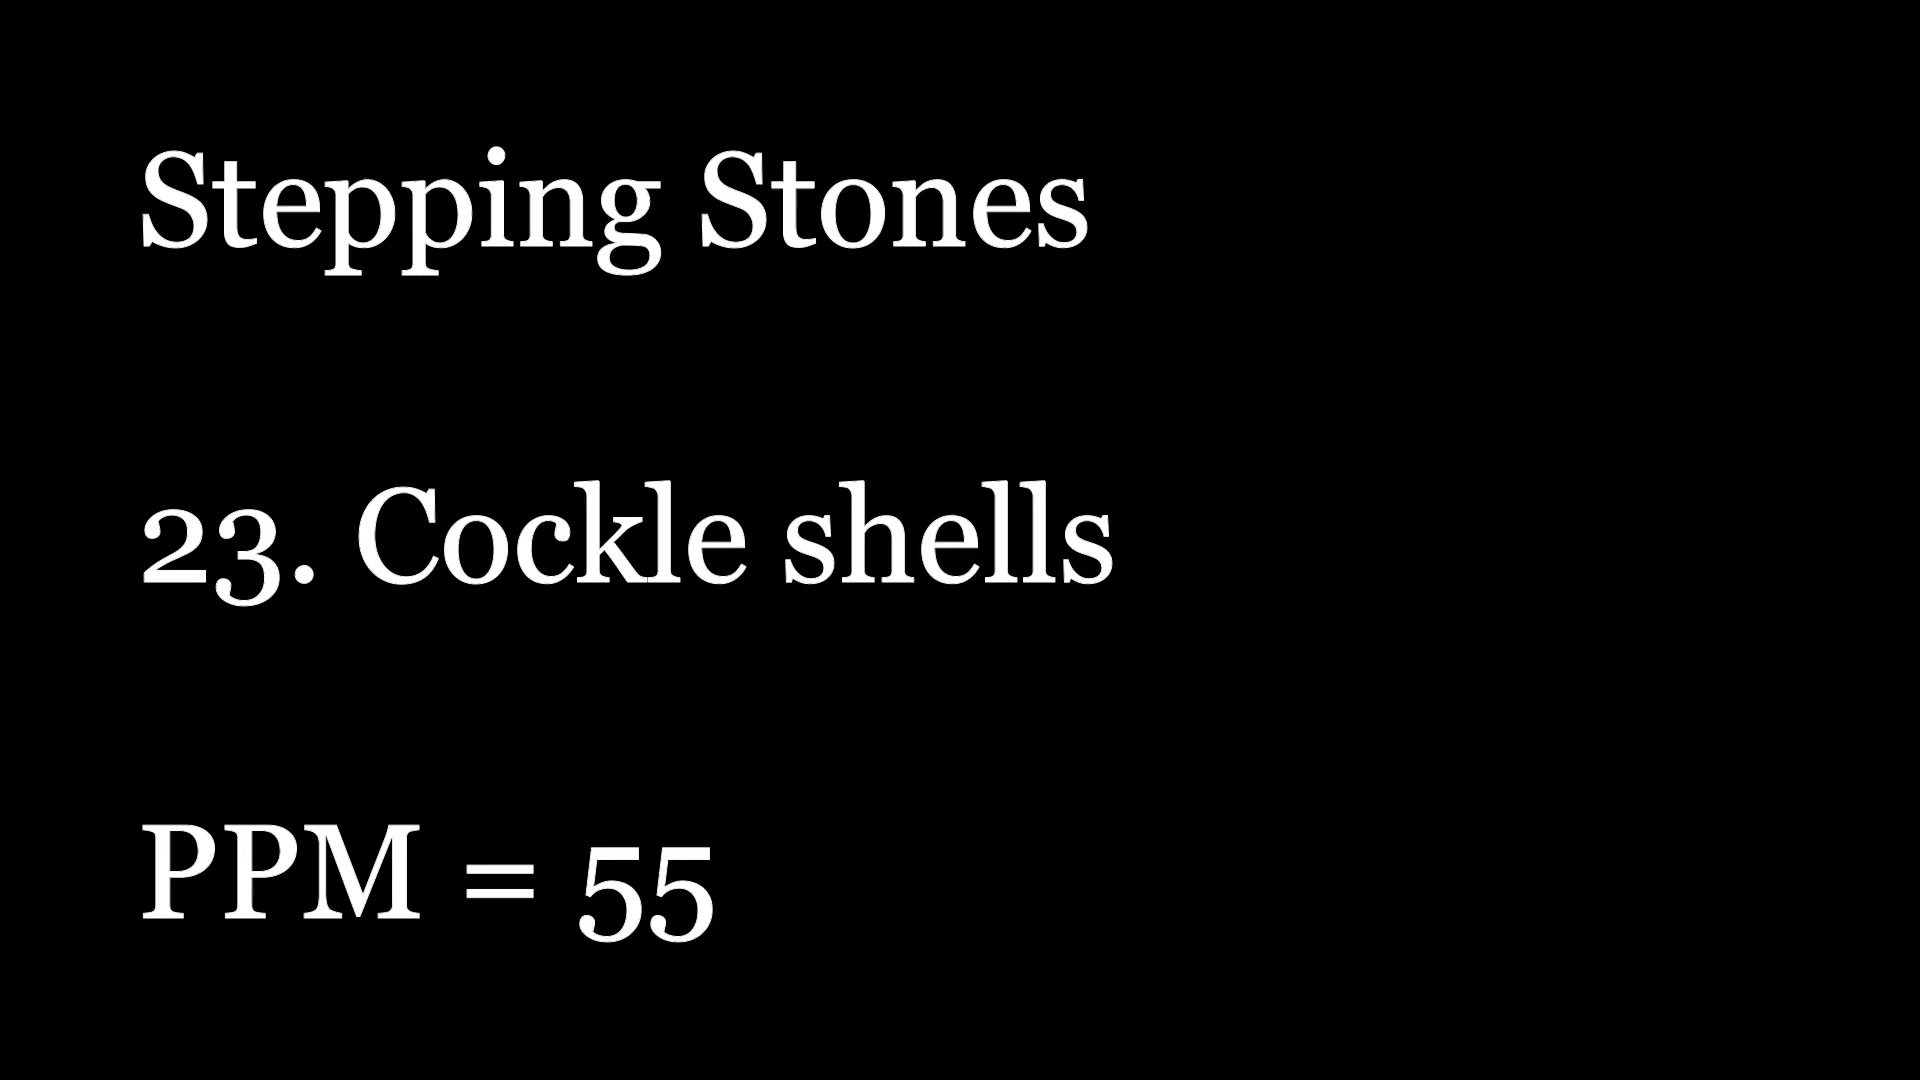 Stepping Stones
23. Cockle shells
PPM = 55